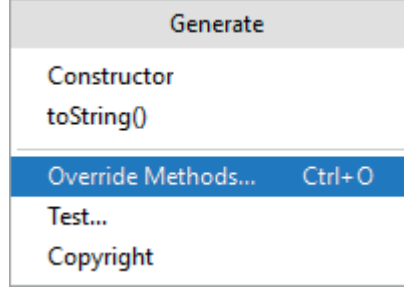 Generate
Constructor
toString()
Override Methods... Ctrl+O
Test...
Copyright